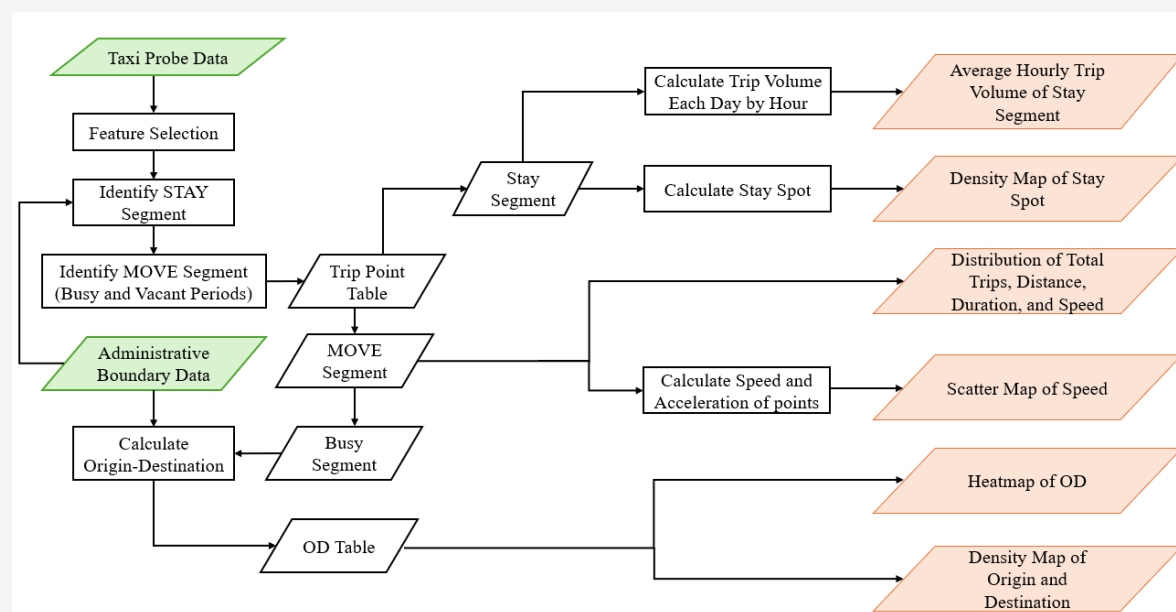 Taxi Probe Data
Feature Selection
Identify STAY
Segment
Identify MOVE Segment
(Busy and Vacant Periods)
Administrative
Boundary Data
Calculate
Origin-Destination
Trip Point
Table
MOVE
Segment
Busy
Segment
OD Table
Stay
Segment
Calculate Trip Volume
Each Day by Hour
Calculate Stay Spot
Calculate Speed and
Acceleration of points
Average Hourly Trip
Volume of Stay
Segment
Density Map of Stay
Spot
Distribution of Total
Trips, Distance,
Duration, and Speed
Scatter Map of Speed
Heatmap of OD
Density Map of
Origin and
Destination